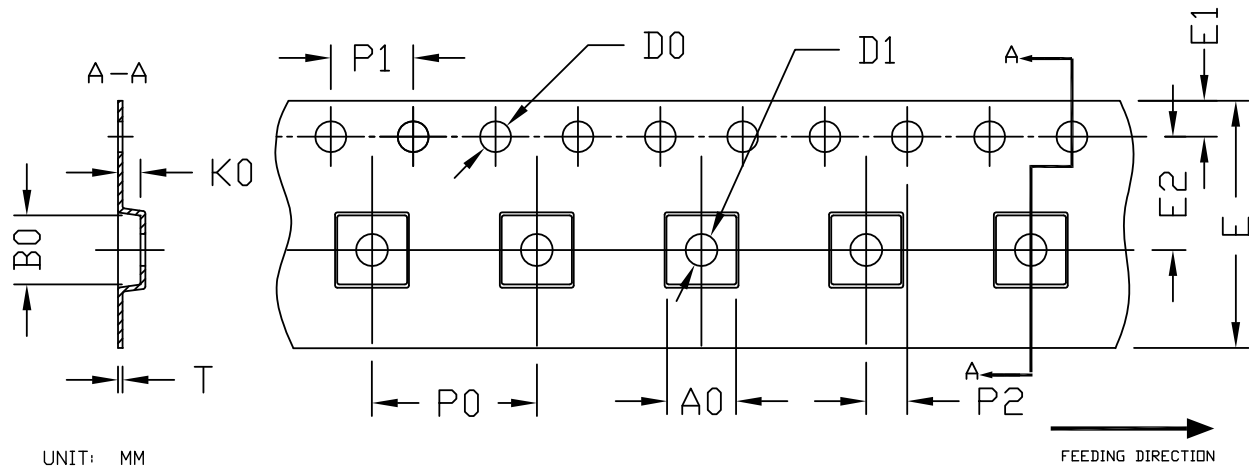 P1
D0
D1
A
E1
A-A
K0
E2
E
B0
A
T
P0
A0
P2
UNIT: MM
FEEDING DIRECTION